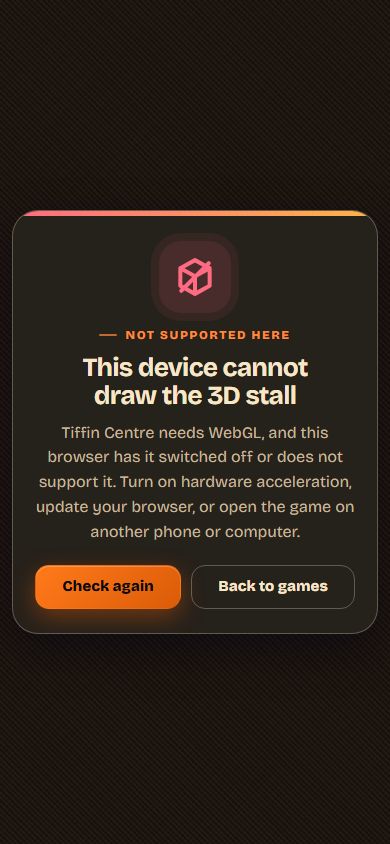 NOT SUPPORTED HERE
This device cannot
draw the 3D stall
Tiffin Centre needs WebGL, and this
browser has it switched off or does not
support it. Turn on hardware acceleration,
update your browser, or open the game on
another phone or computer.
Check again
Back to games